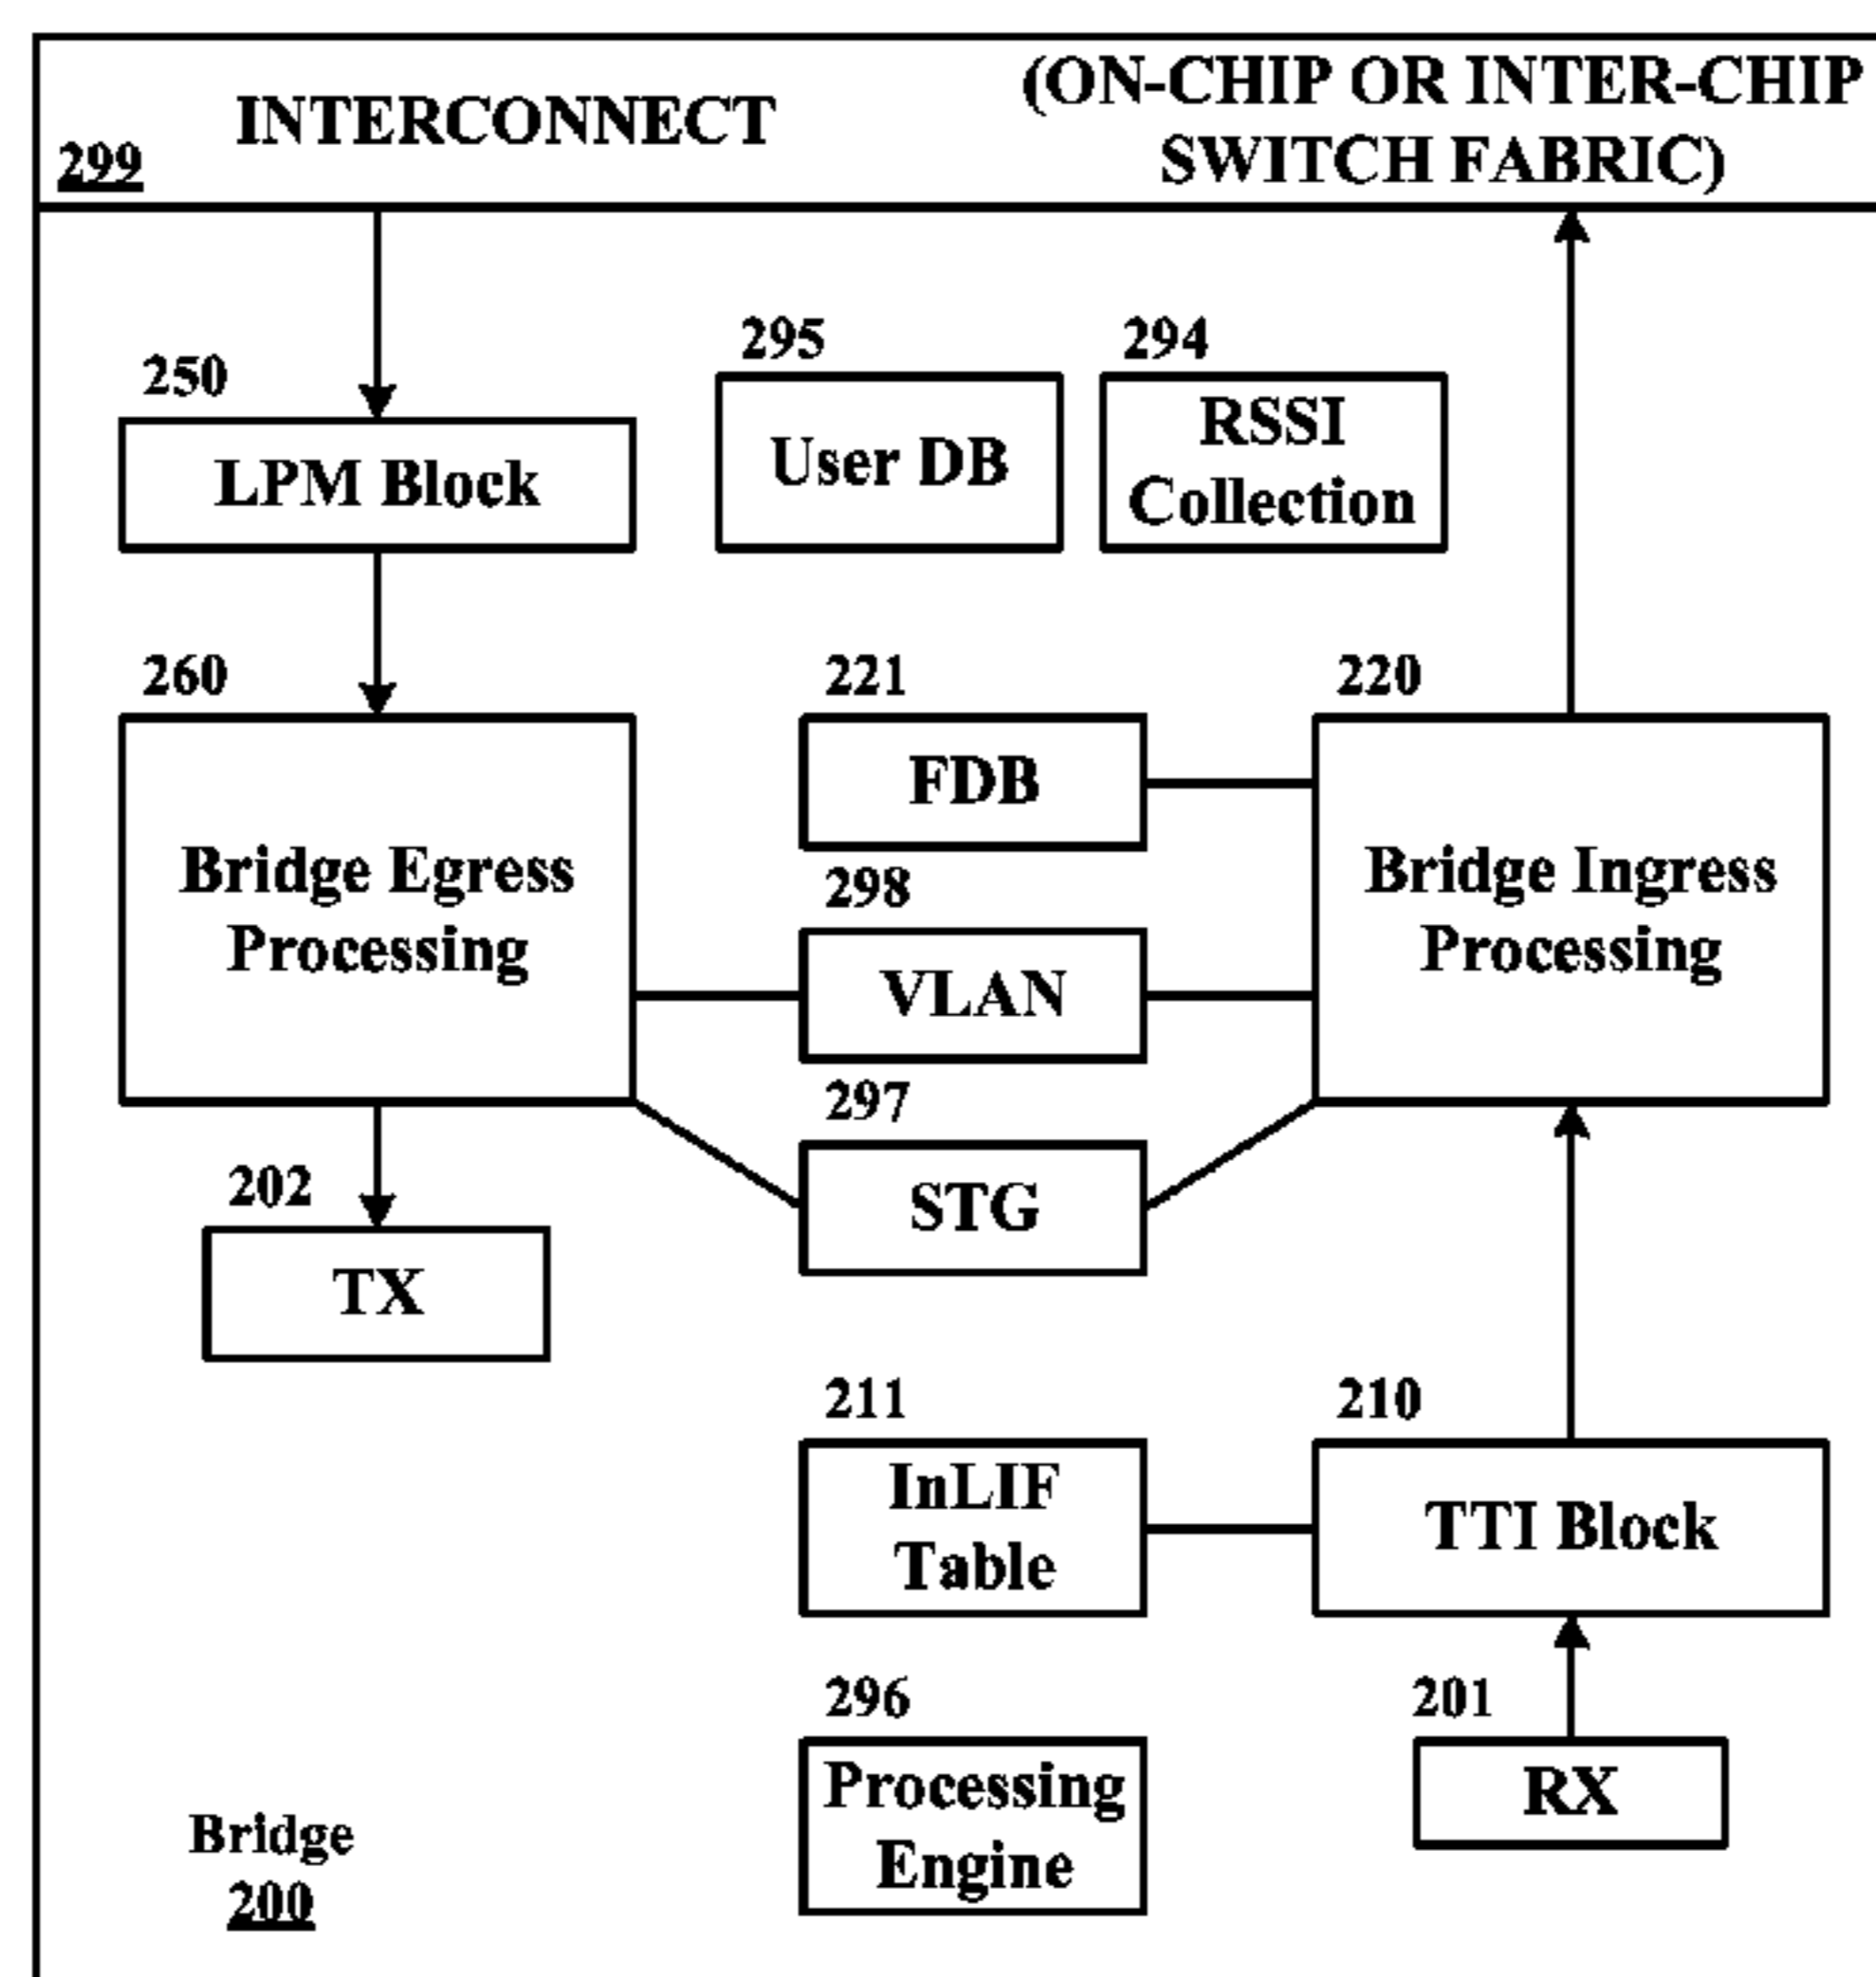 INTERCONNECT
(ON-CHIP OR INTER-CHIP
SWITCH FABRIC)
299
250
LPM Block
295
User DB
294
RSSI
Collection
260
Bridge Egress
Processing
221
FDB
220
Bridge Ingress
Processing
298
VLAN
297
STG
202
TX
211
InLIF
Table
210
TTI Block
296
Processing
Engine
201
RX
Bridge
200